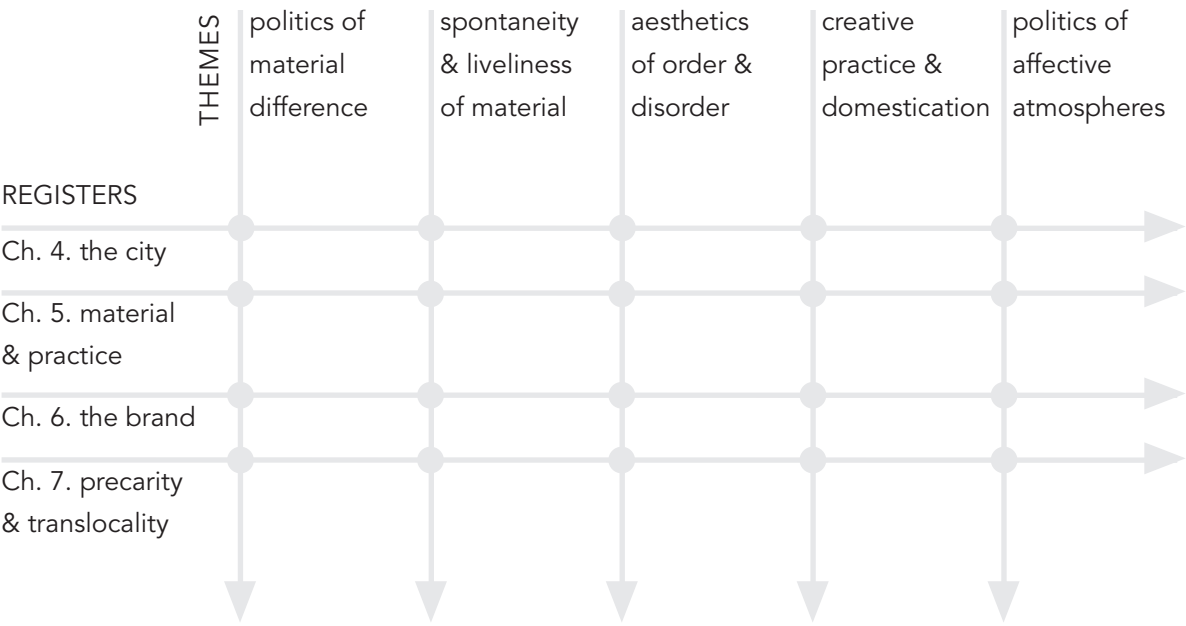 THEMES
politics of
material
difference
spontaneity
& liveliness
of material
aesthetics
of order &
disorder
creative
practice &
domestication
politics of
affective
atmospheres
REGISTERS
Ch. 4. the city
Ch. 5. material
& practice
Ch. 6. the brand
Ch. 7. precarity
& translocality